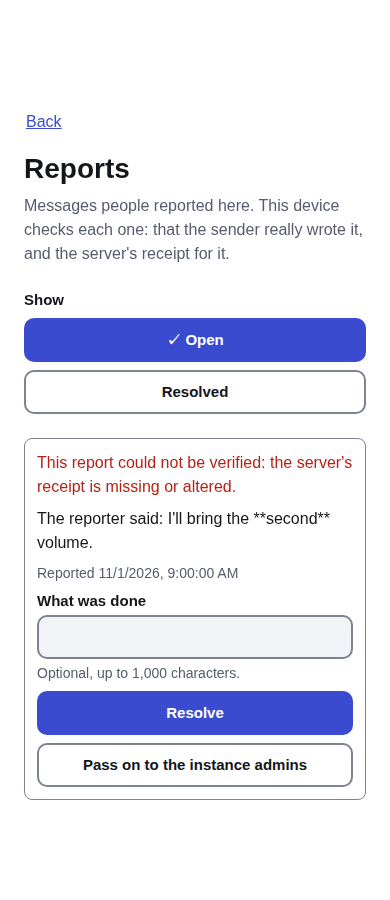 Back
Reports
Messages people reported here. This device
checks each one: that the sender really wrote it,
and the server's receipt for it.
Show
✓ Open
Resolved
This report could not be verified: the server's
receipt is missing or altered.
The reporter said: I'll bring the **second**
volume.
Reported 11/1/2026, 9:00:00 AM
What was done
Optional, up to 1,000 characters.
Resolve
Pass on to the instance admins